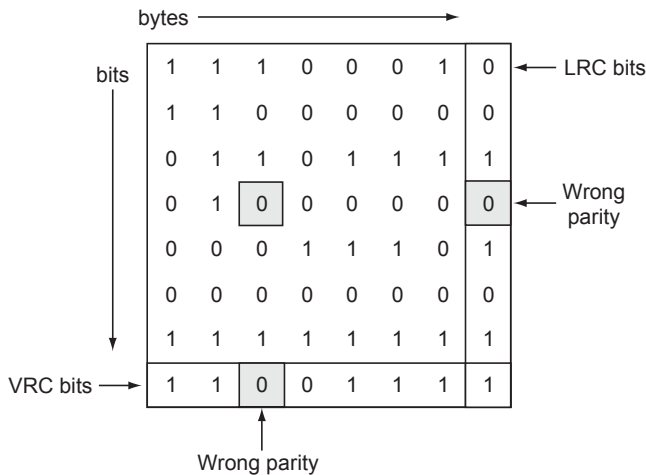 bytes
bits
1 1 1 0 0 0 1 0
LRC bits
1 1 0 0 0 0 0 0
0 1 1 0 1 1 1 1
0 1 0 0 0 0 0 0
Wrong
parity
0 0 0 1 1 1 0 1
0 0 0 0 0 0 0 0
1 1 1 1 1 1 1 1
VRC bits
1 1 0 0 1 1 1 1
Wrong parity